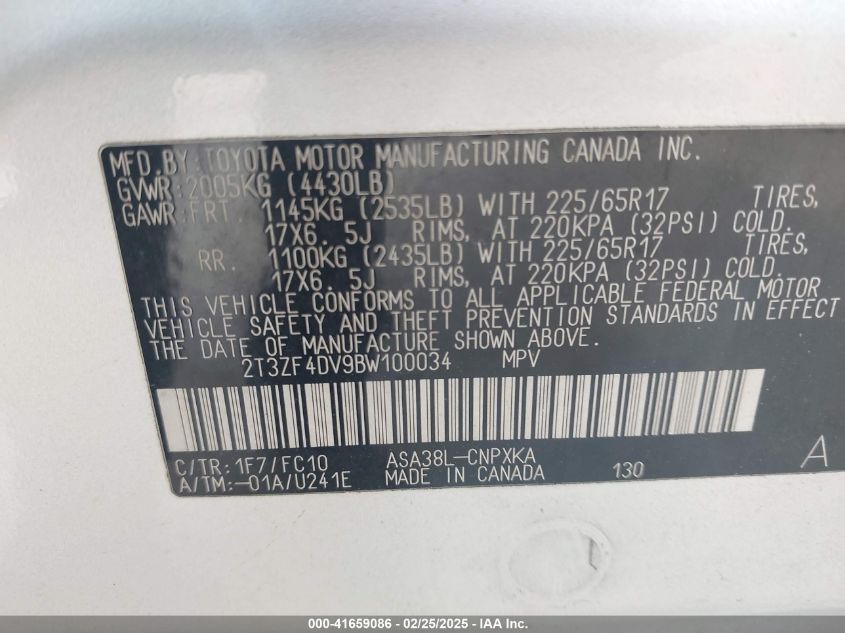 MFD.BY:TOYOTA MOTOR MANUFACTURING CANADA INC.
GVWR:2005KG (4430LB)
GAWR:FRT. 1145KG (2535LB) WITH 225/65R17 TIRES,
17X6. 5J RIMS, AT 220KPA (32PSI) COLD.
RR. 1100KG (2435LB) WITH 225/65R17 TIRES,
17X6. 5J RIMS, AT 220KPA (32PSI) COLD.
THIS VEHICLE CONFORMS TO ALL APPLICABLE FEDERAL MOTOR
VEHICLE SAFETY AND THEFT PREVENTION STANDARDS IN EFFECT
THE DATE OF MANUFACTURE SHOWN ABOVE.
2T3ZF4DV9BW100034 MPV
C/TR:1F7/FC10 ASA38L-CNPXKA A
A/TM:-01A/U241E MADE IN CANADA 130
000-41659086 - 02/25/2025 - COPYRIGHT IAA, LLC.